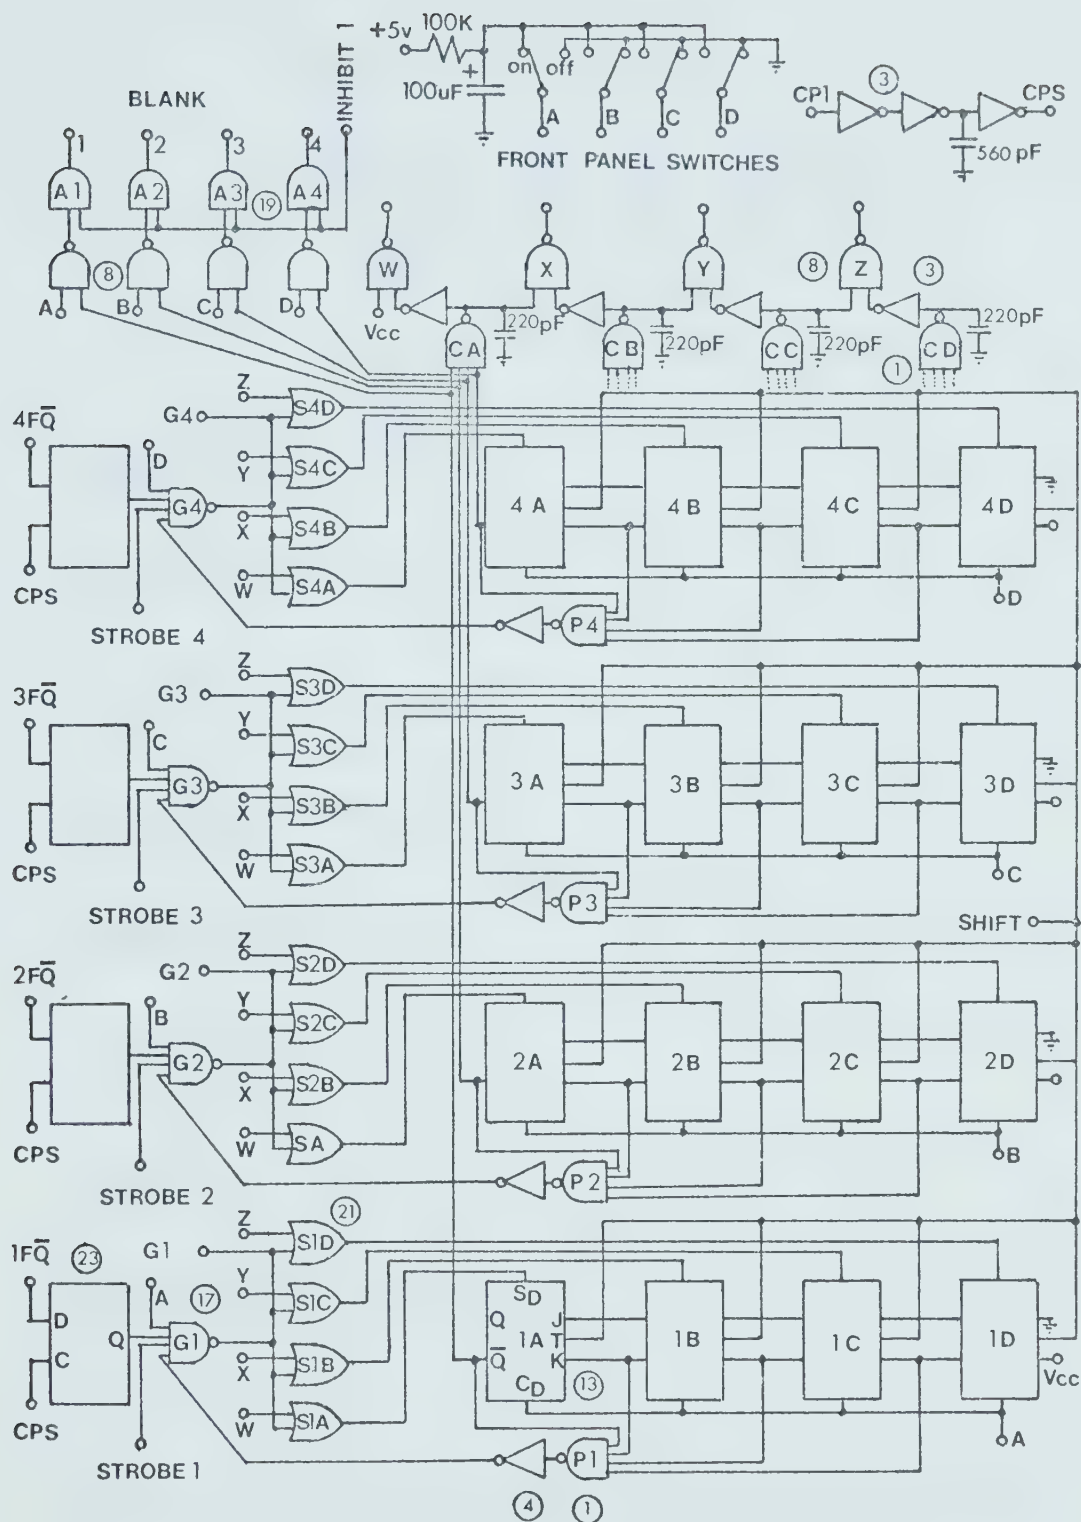 +5v 100K
on off
100uF +
A B C D
FRONT PANEL SWITCHES
CP1 3 CPS
560 pF
BLANK
INHIBIT 1
1 2 3 4
A1 A2 A3 19 A4
8
A B C D
W X Y 8 Z 3
Vcc
220pF 220pF 220pF 220pF
CA CB CC CD
1
4FQ̅
D
G4
CPS
STROBE 4
G4
Z S4D
Y S4C
X S4B
W S4A
4A 4B 4C 4D
D
P4
3FQ̅
C
G3
CPS
STROBE 3
G3
Z S3D
Y S3C
X S3B
W S3A
3A 3B 3C 3D
C
P3
SHIFT
2FQ̅
B
G2
CPS
STROBE 2
G2
Z S2D
Y S2C
X S2B
W SA
2A 2B 2C 2D
B
P2
1FQ̅ 23
D Q
C
A 17
G1
CPS
STROBE 1
G1
Z S1D 21
Y S1C
X S1B
W S1A
SD
Q J
1A T
Q̅ K
CD 13
1B 1C 1D
Vcc
A
P1
4 1